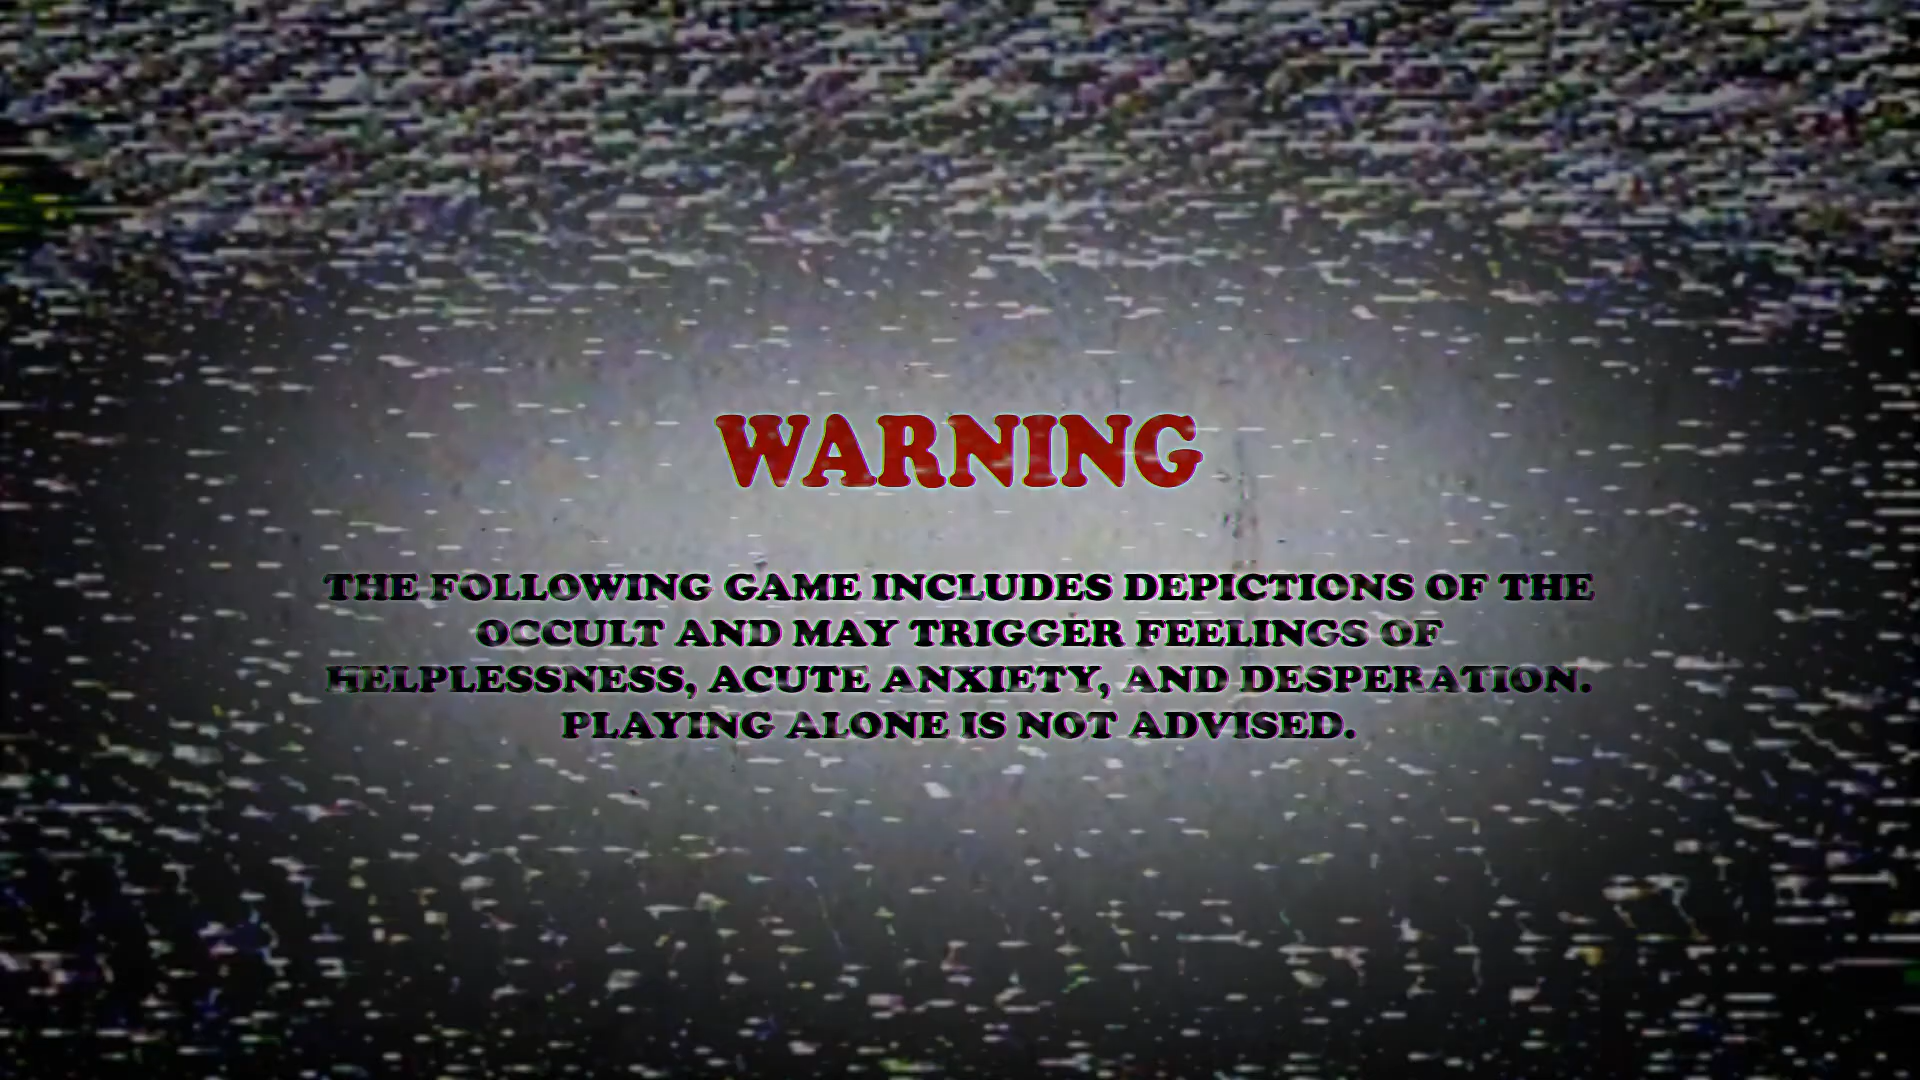 WARNING
THE FOLLOWING GAME INCLUDES DEPICTIONS OF THE
OCCULT AND MAY TRIGGER FEELINGS OF
HELPLESSNESS, ACUTE ANXIETY, AND DESPERATION.
PLAYING ALONE IS NOT ADVISED.